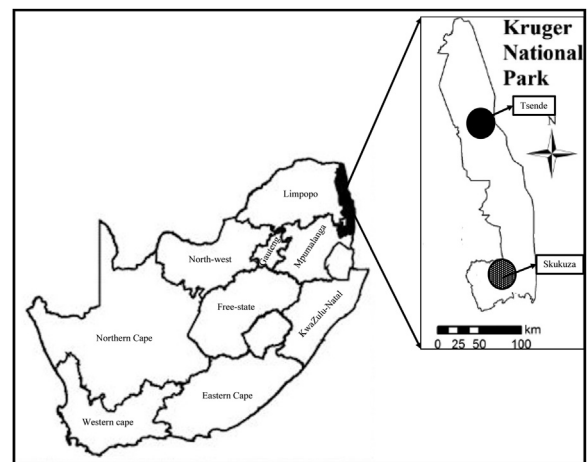 Kruger
National
Park
Tsende
N
Skukuza
km
0 25 50 100
Limpopo
North-west
Gauteng
Mpumalanga
Free-state
KwaZulu-Natal
Northern Cape
Eastern Cape
Western cape